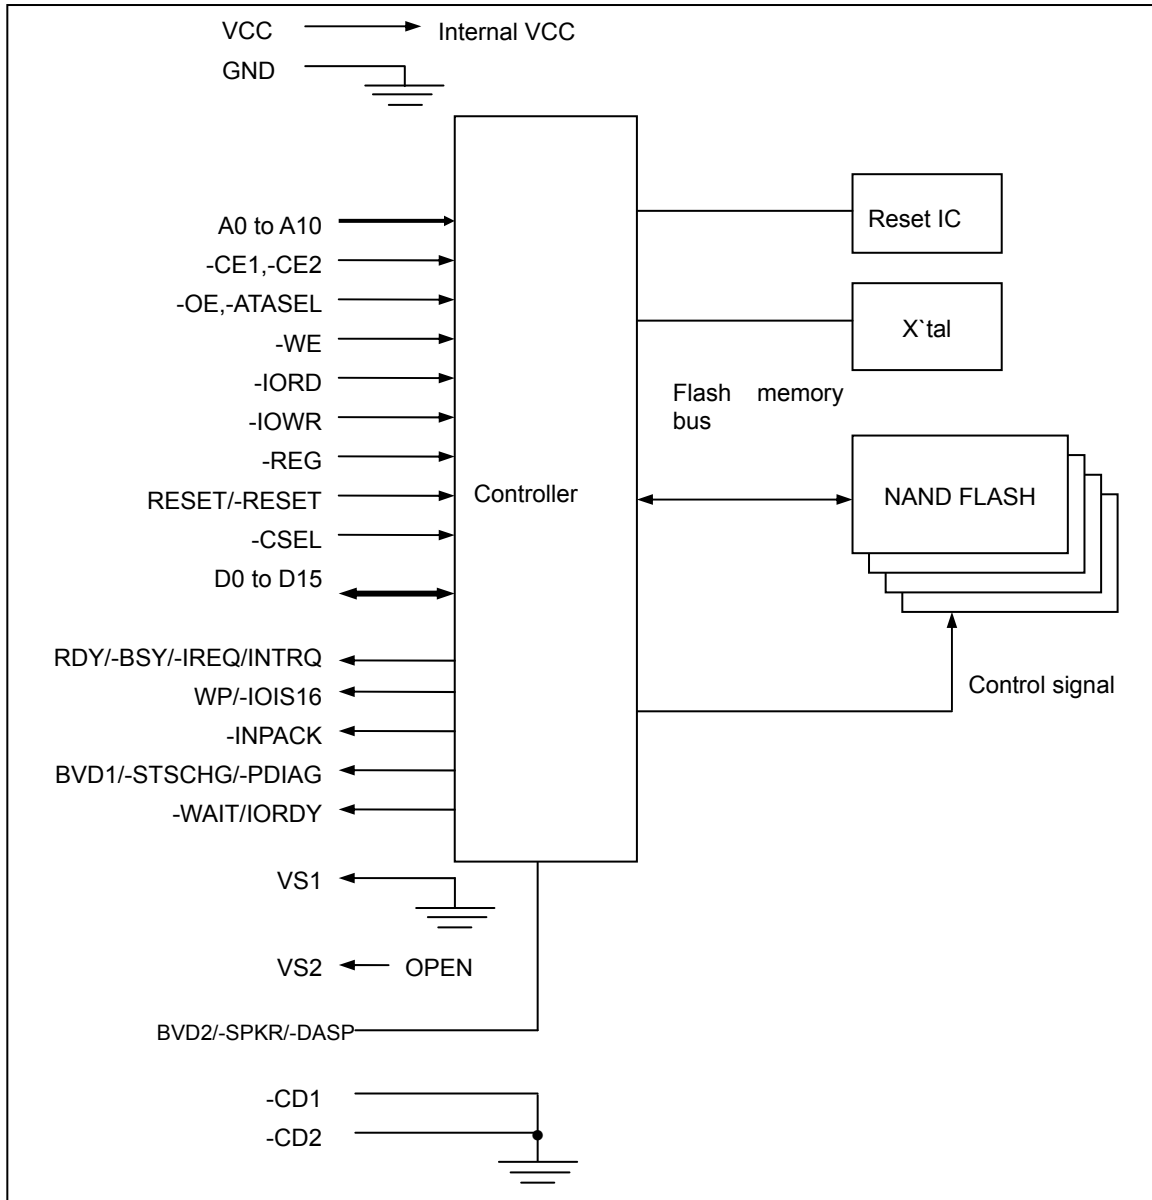 VCC
Internal VCC
GND
A0 to A10
-CE1,-CE2
-OE,-ATASEL
-WE
-IORD
-IOWR
-REG
RESET/-RESET
-CSEL
D0 to D15
RDY/-BSY/-IREQ/INTRQ
WP/-IOIS16
-INPACK
BVD1/-STSCHG/-PDIAG
-WAIT/IORDY
VS1
VS2
OPEN
BVD2/-SPKR/-DASP
-CD1
-CD2
Controller
Reset IC
X`tal
Flash memory
bus
NAND FLASH
Control signal